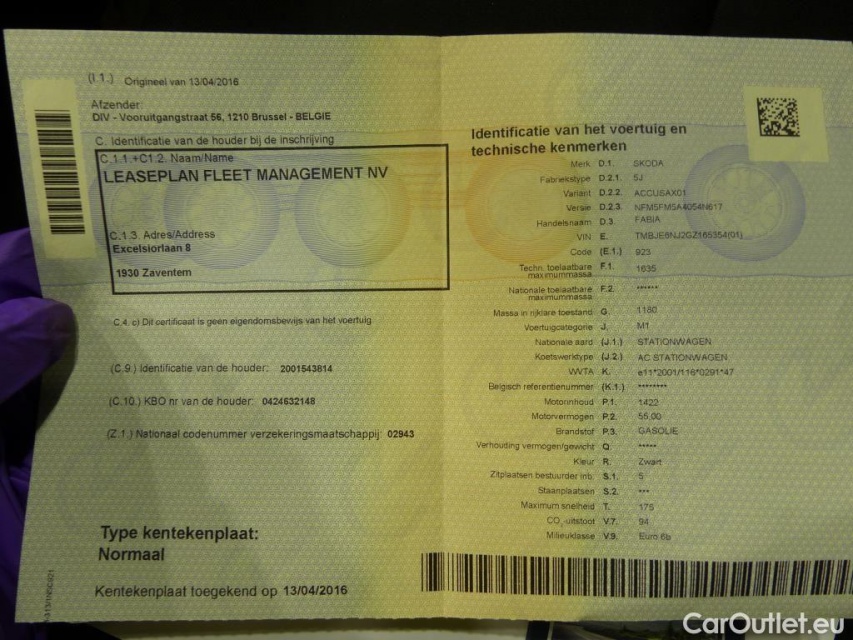 (I.1.) Origineel van 13/04/2016
Afzender:
DIV - Vooruitgangstraat 56, 1210 Brussel - BELGIE
C. Identificatie van de houder bij de inschrijving
C.1.1.+C1.2. Naam/Name
LEASEPLAN FLEET MANAGEMENT NV
C.1.3. Adres/Address
Excelsiorlaan 8
1930 Zaventem
C.4. c) Dit certificaat is geen eigendomsbewijs van het voertuig
(C.9.) Identificatie van de houder: 2001543814
(C.10.) KBO nr van de houder: 0424632148
(Z.1.) Nationaal codenummer verzekeringsmaatschappij: 02943
Type kentekenplaat:
Normaal
Kentekenplaat toegekend op 13/04/2016
Identificatie van het voertuig en
technische kenmerken
Merk D.1. SKODA
Fabriekstype D.2.1. 5J
Variant D.2.2. ACCUSAX01
Versie D.2.3. NFM5FM5A4054N617
Handelsnaam D.3. FABIA
VIN E. TMBJE6NJ2GZ165354(01)
Code (E.1.) 923
Techn. toelaatbare F.1. 1635
maximummassa
Nationale toelaatbare F.2. ******
maximummassa
Massa in rijklare toestand G. 1180
Voertuigcategorie J. M1
Nationale aard (J.1.) STATIONWAGEN
Koetswerktype (J.2.) AC STATIONWAGEN
WVTA K. e11*2001/116*0291*47
Belgisch referentienummer (K.1.) ********
Motorinhoud P.1. 1422
Motorvermogen P.2. 55,00
Brandstof P.3. GASOLIE
Verhouding vermogen/gewicht Q. *****
Kleur R. Zwart
Zitplaatsen bestuurder inb. S.1. 5
Staanplaatsen S.2. ***
Maximum snelheid T. 175
CO₂-uitstoot V.7. 94
Milieuklasse V.9. Euro 6b
CarOutlet.eu